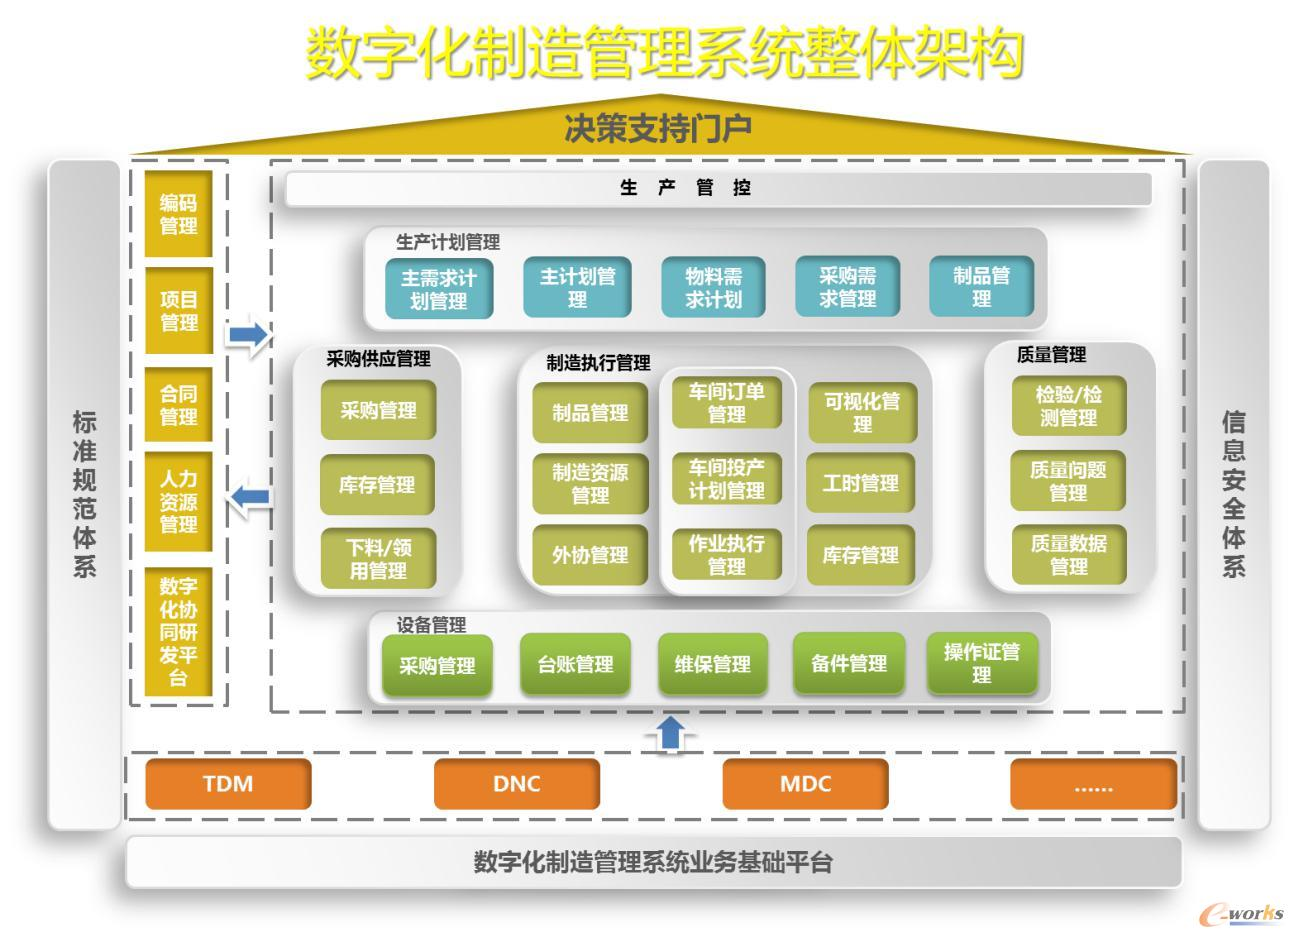 数字化制造管理系统整体架构
决策支持门户
标准规范体系
编码
管理
项目
管理
合同
管理
人力
资源
管理
数字
化协
同研
发平
台
生产管控
生产计划管理
主需求计
划管理
主计划管
理
物料需
求计划
采购需
求管理
制品管
理
采购供应管理
采购管理
库存管理
下料/领
用管理
制造执行管理
制品管理
制造资源
管理
外协管理
车间订单
管理
车间投产
计划管理
作业执行
管理
可视化管
理
工时管理
库存管理
质量管理
检验/检
测管理
质量问题
管理
质量数据
管理
设备管理
采购管理
台账管理
维保管理
备件管理
操作证管
理
信息安全体系
TDM
DNC
MDC
......
数字化制造管理系统业务基础平台
e-works